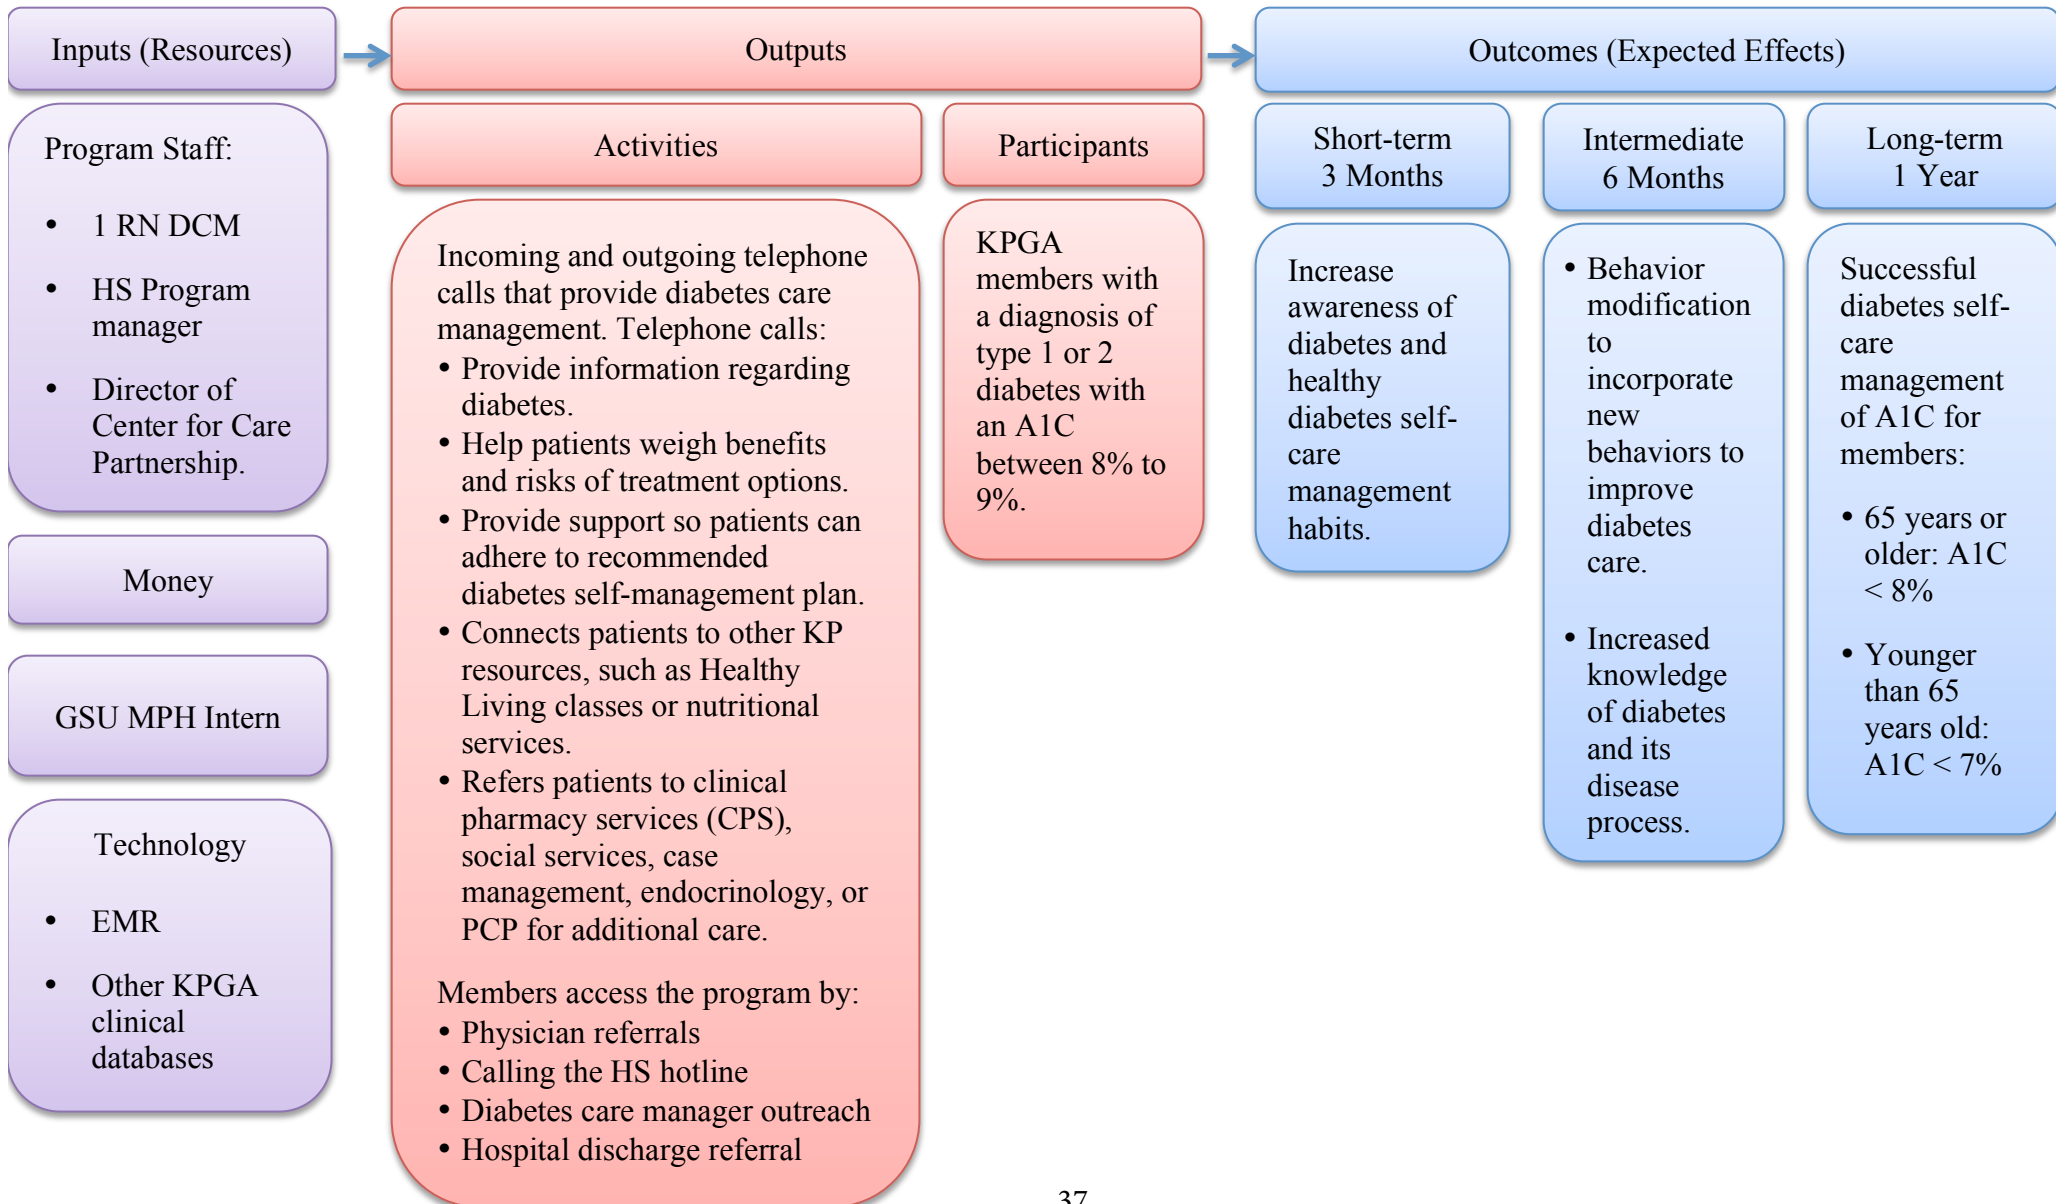 Inputs (Resources)
Program Staff:
• 1 RN DCM
• HS Program
manager
• Director of
Center for Care
Partnership.
Money
GSU MPH Intern
Technology
• EMR
• Other KPGA
clinical
databases
Outputs
Activities
Incoming and outgoing telephone
calls that provide diabetes care
management. Telephone calls:
• Provide information regarding
diabetes.
• Help patients weigh benefits
and risks of treatment options.
• Provide support so patients can
adhere to recommended
diabetes self-management plan.
• Connects patients to other KP
resources, such as Healthy
Living classes or nutritional
services.
• Refers patients to clinical
pharmacy services (CPS),
social services, case
management, endocrinology, or
PCP for additional care.
Members access the program by:
• Physician referrals
• Calling the HS hotline
• Diabetes care manager outreach
• Hospital discharge referral
Participants
KPGA
members with
a diagnosis of
type 1 or 2
diabetes with
an A1C
between 8% to
9%.
Outcomes (Expected Effects)
Short-term
3 Months
Increase
awareness of
diabetes and
healthy
diabetes self-
care
management
habits.
Intermediate
6 Months
• Behavior
modification
to
incorporate
new
behaviors to
improve
diabetes
care.
• Increased
knowledge
of diabetes
and its
disease
process.
Long-term
1 Year
Successful
diabetes self-
care
management
of A1C for
members:
• 65 years or
older: A1C
< 8%
• Younger
than 65
years old:
A1C < 7%
37